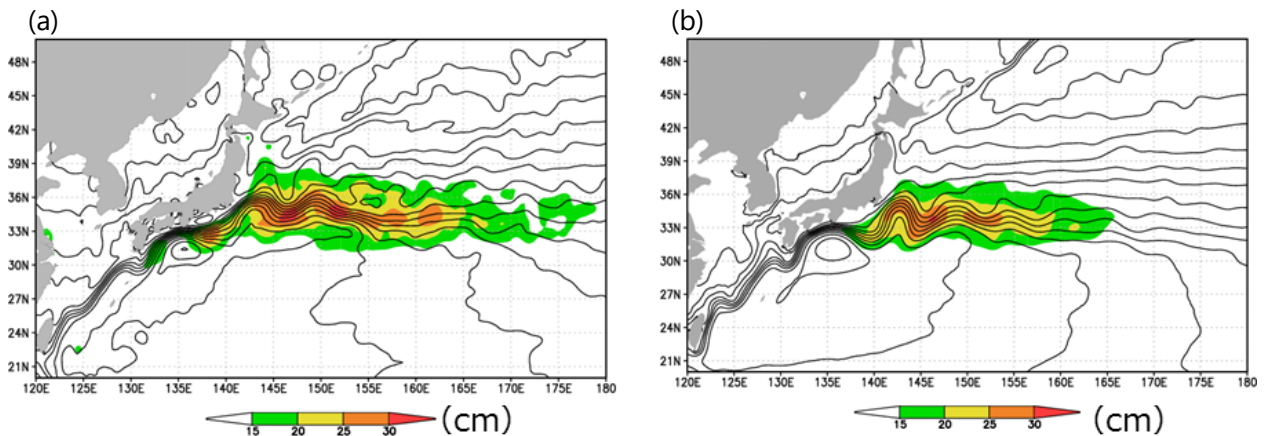 (a)
(b)
48N
45N
42N
39N
36N
33N
30N
27N
24N
21N
120E 125E 130E 135E 140E 145E 150E 155E 160E 165E 170E 175E 180
15 20 25 30 (cm)
48N
45N
42N
39N
36N
33N
30N
27N
24N
21N
120E 125E 130E 135E 140E 145E 150E 155E 160E 165E 170E 175E 180
15 20 25 30 (cm)